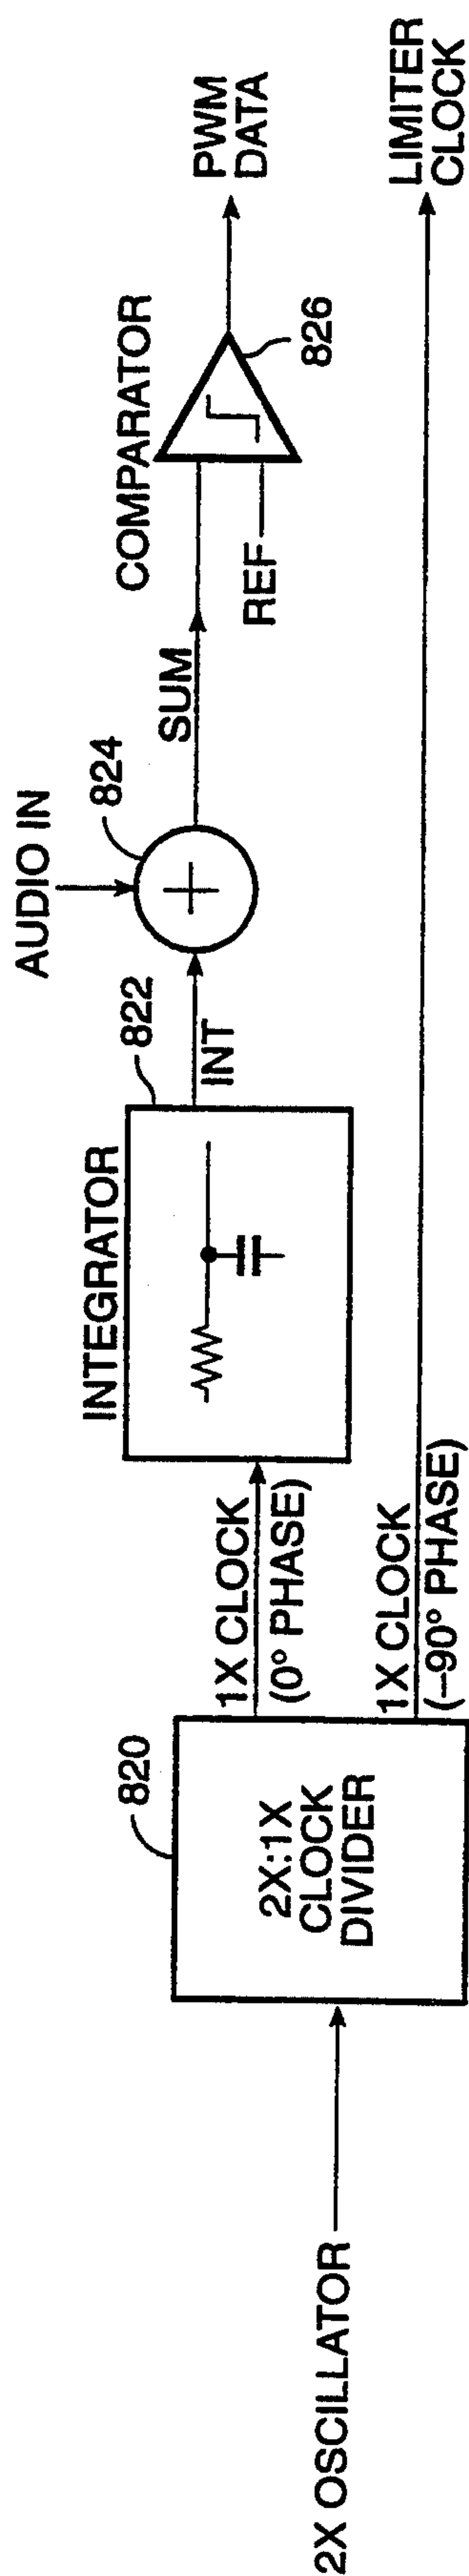 2X OSCILLATOR
820
2X:1X
CLOCK
DIVIDER
1X CLOCK
(0° PHASE)
1X CLOCK
(–90° PHASE)
INTEGRATOR
822
INT
AUDIO IN
824
SUM
COMPARATOR
REF
826
PWM
DATA
LIMITER
CLOCK